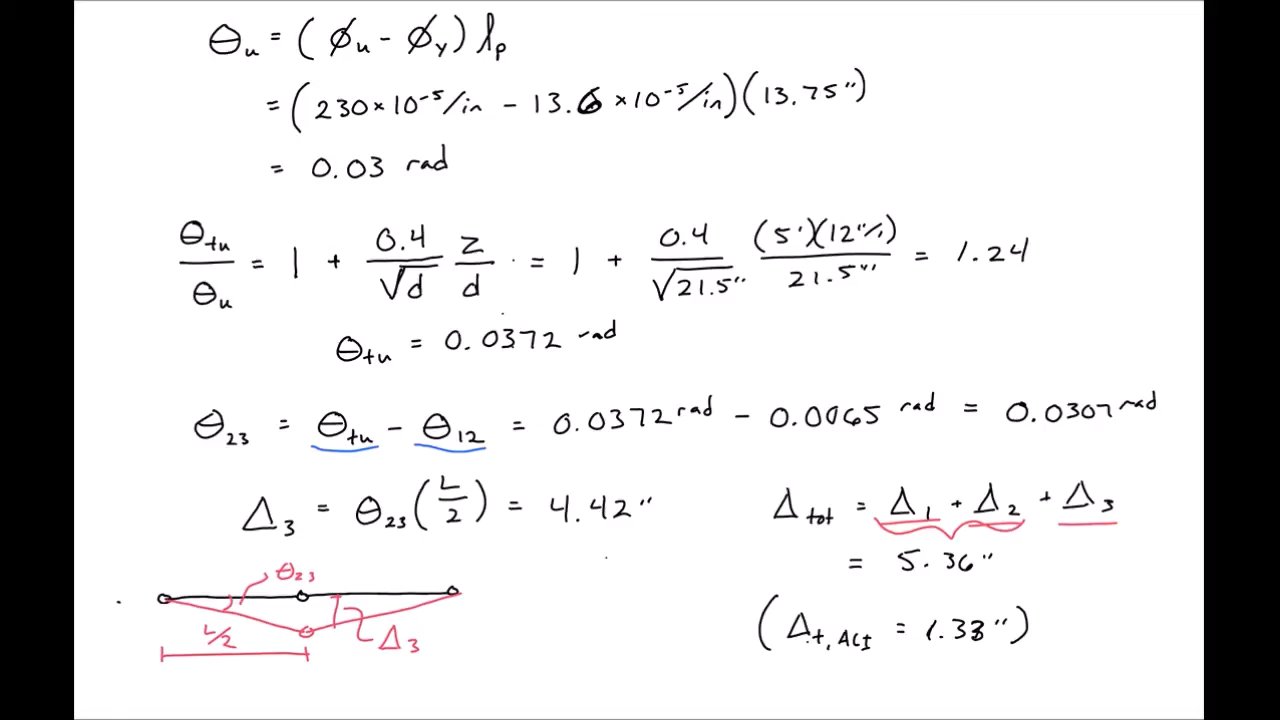 θu = (ϕu - ϕy) lp
= (230×10⁻⁵/in - 13.6 ×10⁻⁵/in)(13.75")
= 0.03 rad
θtu/θu = 1 + 0.4/√d z/d = 1 + 0.4/√21.5" (5')(12"/')/21.5" = 1.24
θtu = 0.0372 rad
θ23 = θtu - θ12 = 0.0372 rad - 0.0065 rad = 0.0307 rad
Δ3 = θ23 (L/2) = 4.42"
Δtot = Δ1 + Δ2 + Δ3
= 5.36"
(Δt,ACI = 1.33")
θ23
L/2
Δ3